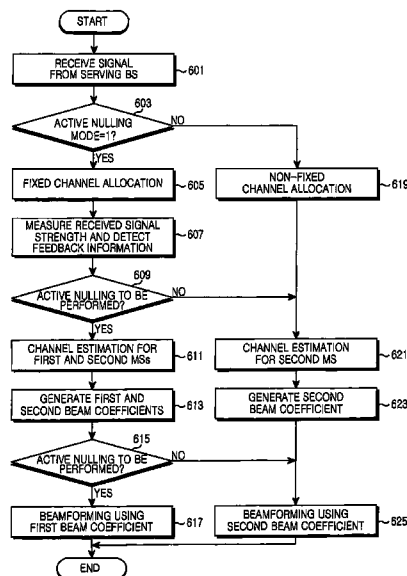 START
RECEIVE SIGNAL
FROM SERVING BS
601
603
ACTIVE NULLING
MODE=1?
NO
YES
FIXED CHANNEL ALLOCATION
605
NON-FIXED
CHANNEL ALLOCATION
619
MEASURE RECEIVED SIGNAL
STRENGTH AND DETECT
FEEDBACK INFORMATION
607
609
ACTIVE NULLING TO BE
PERFORMED?
NO
YES
CHANNEL ESTIMATION FOR
FIRST AND SECOND MSs
611
CHANNEL ESTIMATION
FOR SECOND MS
621
GENERATE FIRST AND
SECOND BEAM COEFFICIENTS
613
GENERATE SECOND
BEAM COEFFICIENT
623
615
ACTIVE NULLING TO BE
PERFORMED?
NO
YES
BEAMFORMING USING
FIRST BEAM COEFFICIENT
617
BEAMFORMING USING
SECOND BEAM COEFFICIENT
625
END